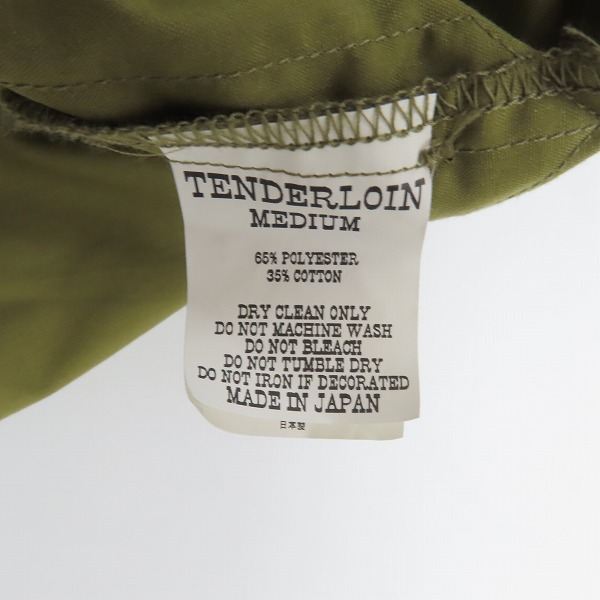 TENDERLOIN
MEDIUM
65% POLYESTER
35% COTTON
DRY CLEAN ONLY
DO NOT MACHINE WASH
DO NOT BLEACH
DO NOT TUMBLE DRY
DO NOT IRON IF DECORATED
MADE IN JAPAN
日本製